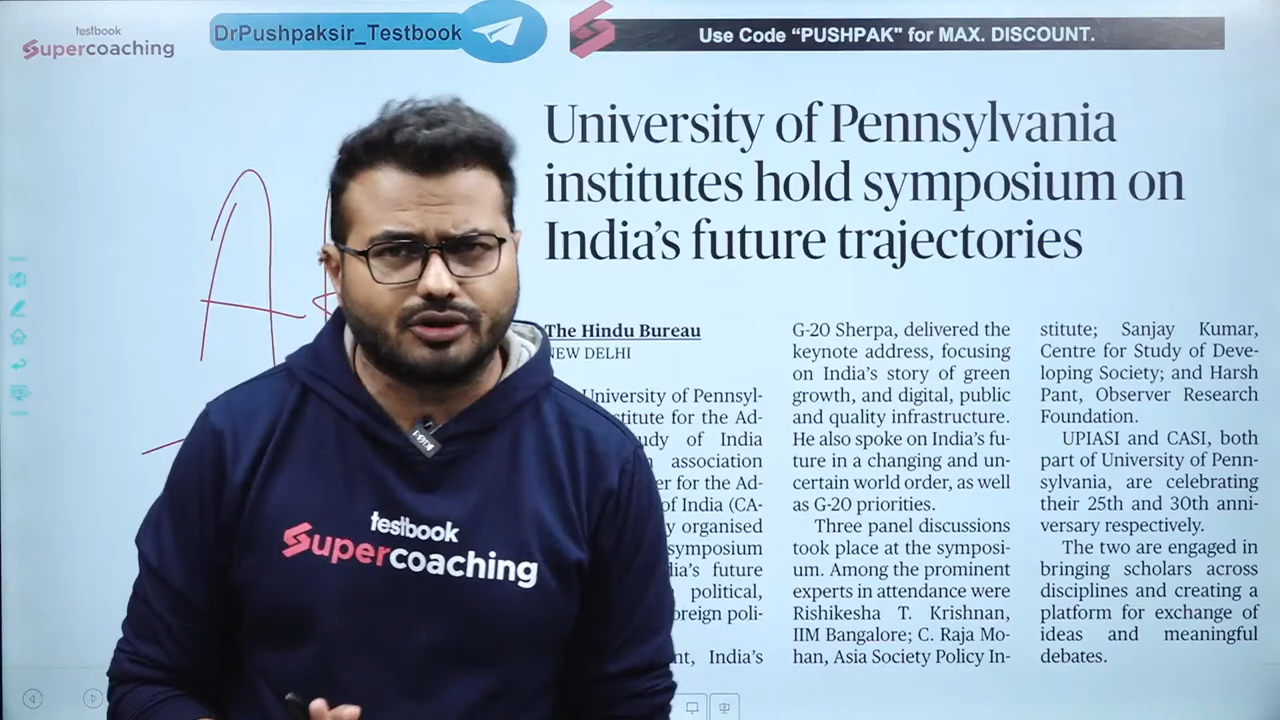 testbook
Supercoaching
DrPushpaksir_Testbook
Use Code “PUSHPAK" for MAX. DISCOUNT.
University of Pennsylvania
institutes hold symposium on
India’s future trajectories
The Hindu Bureau
NEW DELHI
University of Pennsyl-
for the Ad-
of India
association
for the Ad-
of India (CA-
organised
symposium
future
political,
India’s
G-20 Sherpa, delivered the
keynote address, focusing
on India’s story of green
growth, and digital, public
and quality infrastructure.
He also spoke on India’s fu-
ture in a changing and un-
certain world order, as well
as G-20 priorities.
Three panel discussions
took place at the symposi-
um. Among the prominent
experts in attendance were
Rishikesha T. Krishnan,
IIM Bangalore; C. Raja Mo-
han, Asia Society Policy In-
stitute; Sanjay Kumar,
Centre for Study of Deve-
loping Society; and Harsh
Pant, Observer Research
Foundation.
UPIASI and CASI, both
part of University of Penn-
sylvania, are celebrating
their 25th and 30th anni-
versary respectively.
The two are engaged in
bringing scholars across
disciplines and creating a
platform for exchange of
ideas and meaningful
debates.
testbook
Supercoaching